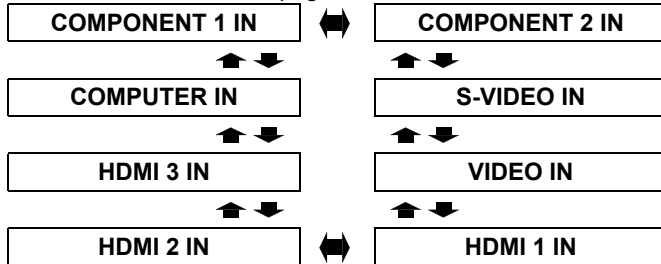 COMPONENT 1 IN
COMPONENT 2 IN
COMPUTER IN
S-VIDEO IN
HDMI 3 IN
VIDEO IN
HDMI 2 IN
HDMI 1 IN